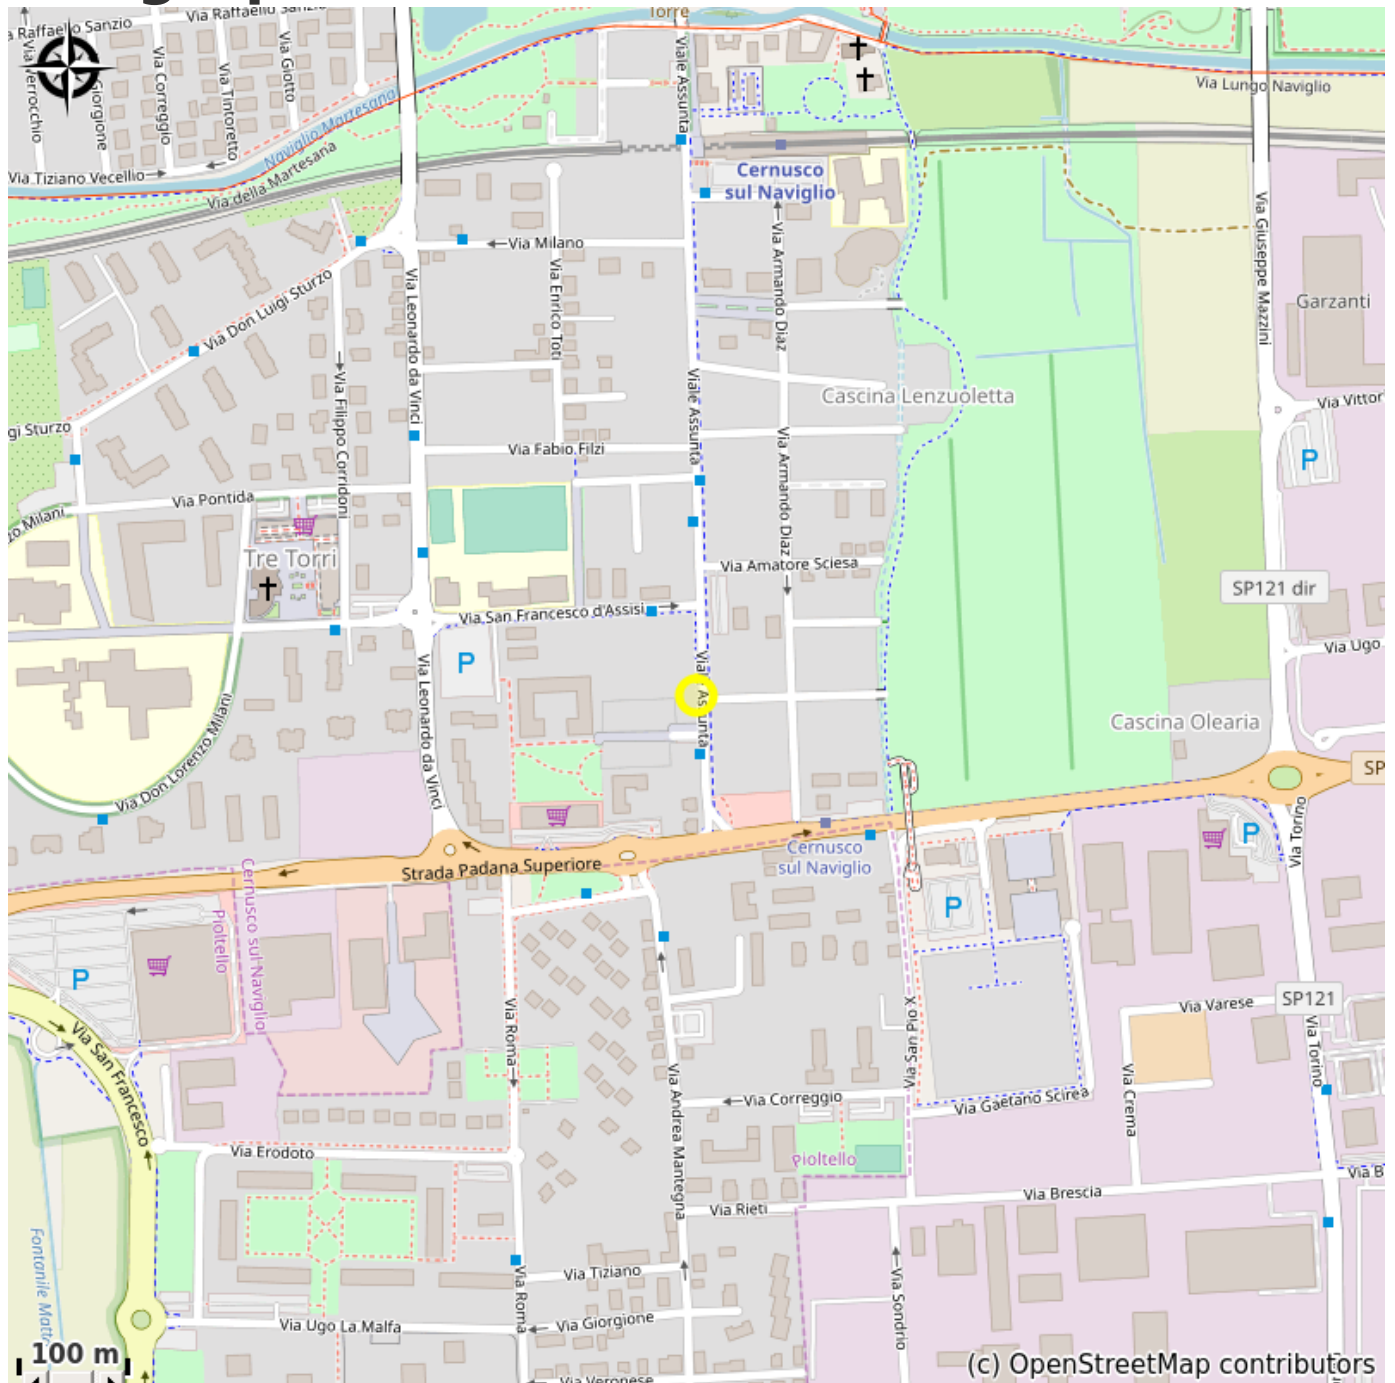 Via Raffaello Sanzio
Torre
Via Verrocchio
Giorgione
Via Correggio
Via Tintoretto
Via Giotto
Naviglio Martesana
Viale Assunta
Via Lungo Naviglio
Via Tiziano Vecellio
Via della Martesana
Cernusco
sul Naviglio
Via Milano
Via Armando Diaz
Via Giuseppe Mazzini
Via Enrico Toti
Via Leonardo da Vinci
Via Don Luigi Sturzo
Garzanti
Via Filippo Corridoni
Viale Assunta
Cascina Lenzuoletta
Via Vittor
gi Sturzo
Via Fabio Filzi
Via Armando Diaz
P
Via Pontida
zo Milani
Tre Torri
Via Amatore Sciesa
SP121 dir
Via San Francesco d'Assisi
Via Ugo
P
Via Leonardo da Vinci
Via Don Lorenzo Milani
Cascina Olearia
SP
Via Torino
P
Cernusco
sul Naviglio
Strada Padana Superiore
Cernusco sul Naviglio
Pioltello
P
P
Via San Francesco
Via Roma
Via San Pio X
Via Varese
SP121
Via Torino
Via Andrea Mantegna
Via Correggio
Via Gaetano Scirea
Via Crema
Via Erodoto
Pioltello
Via Brescia
Via B
Via Rieti
Fontanile Matt
Via Tiziano
Via Roma
Via Sondrio
Via Ugo La Malfa
Via Giorgione
100 m
Via Veronese
(c) OpenStreetMap contributors